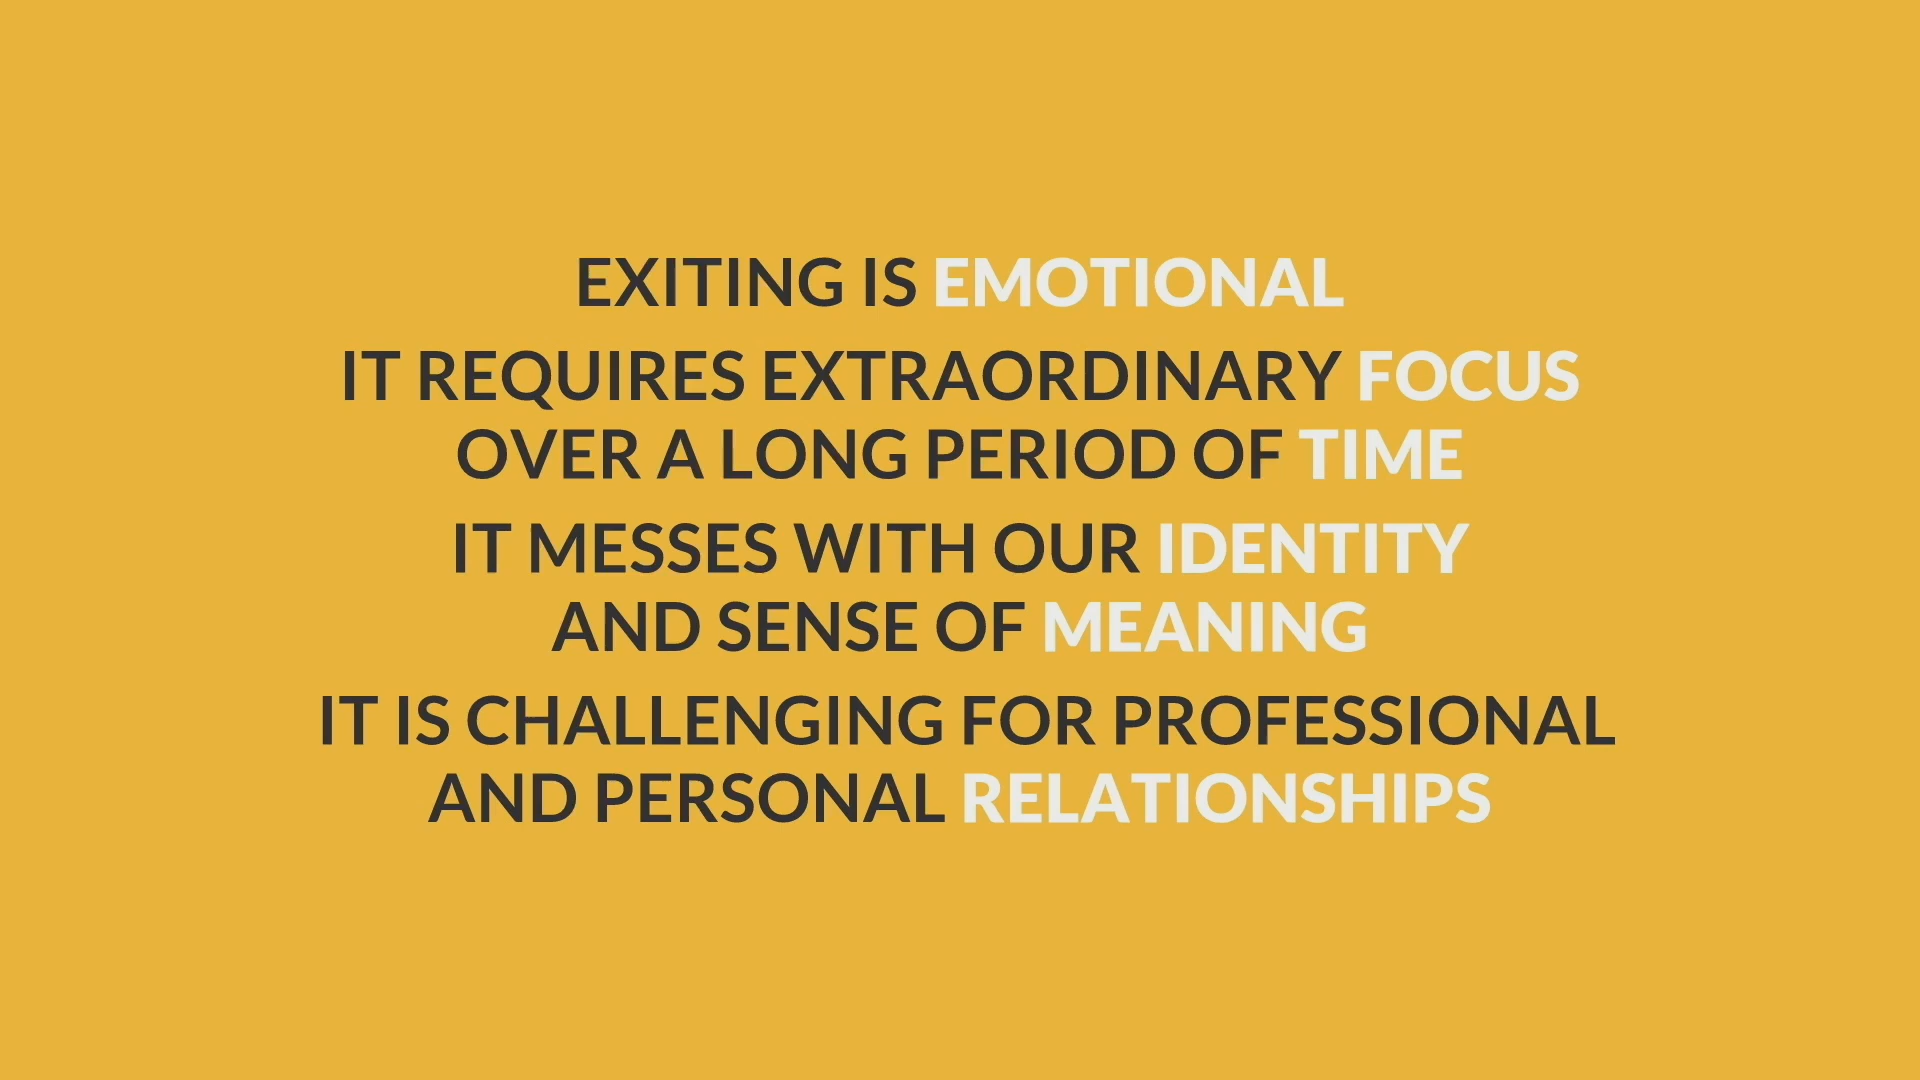 EXITING IS EMOTIONAL
IT REQUIRES EXTRAORDINARY FOCUS
OVER A LONG PERIOD OF TIME
IT MESSES WITH OUR IDENTITY
AND SENSE OF MEANING
IT IS CHALLENGING FOR PROFESSIONAL
AND PERSONAL RELATIONSHIPS